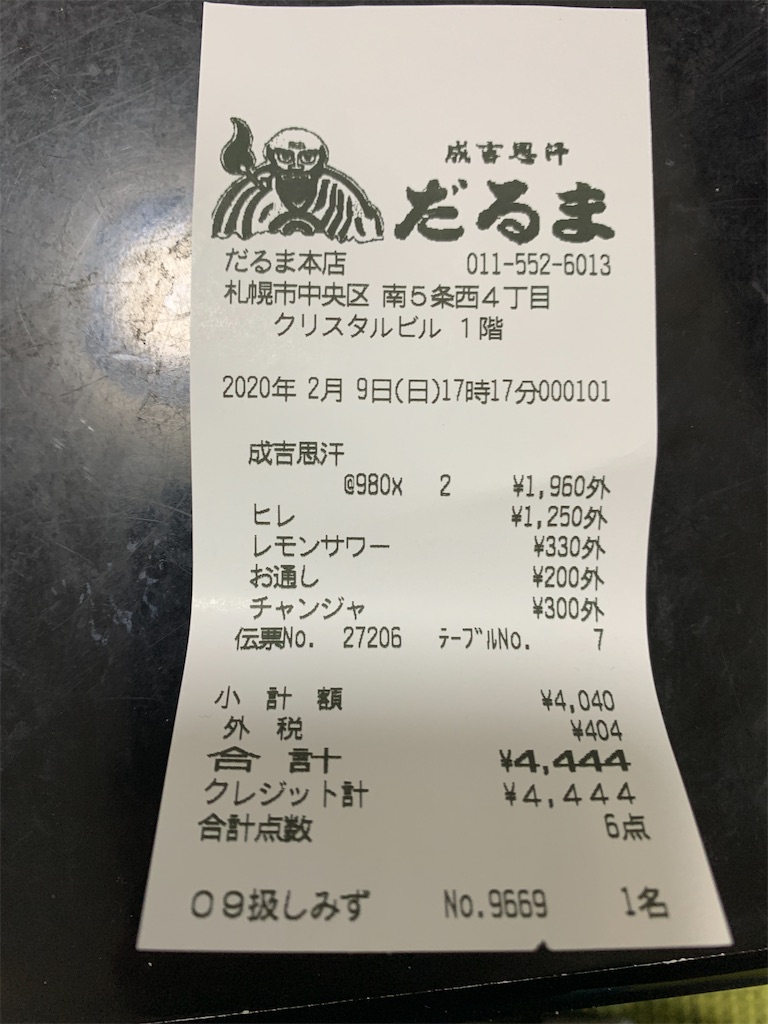 成吉思汗
だるま
だるま本店 011-552-6013
札幌市中央区 南5条西4丁目
クリスタルビル 1階
2020年 2月 9日(日)17時17分000101
成吉思汗
@980x 2 ¥1,960外
ヒレ ¥1,250外
レモンサワー ¥330外
お通し ¥200外
チャンジャ ¥300外
伝票No. 27206 テーブルNo. 7
小 計 額 ¥4,040
外 税 ¥404
合 計 ¥4,444
クレジット計 ¥4,444
合計点数 6点
09扱しみず No.9669 1名